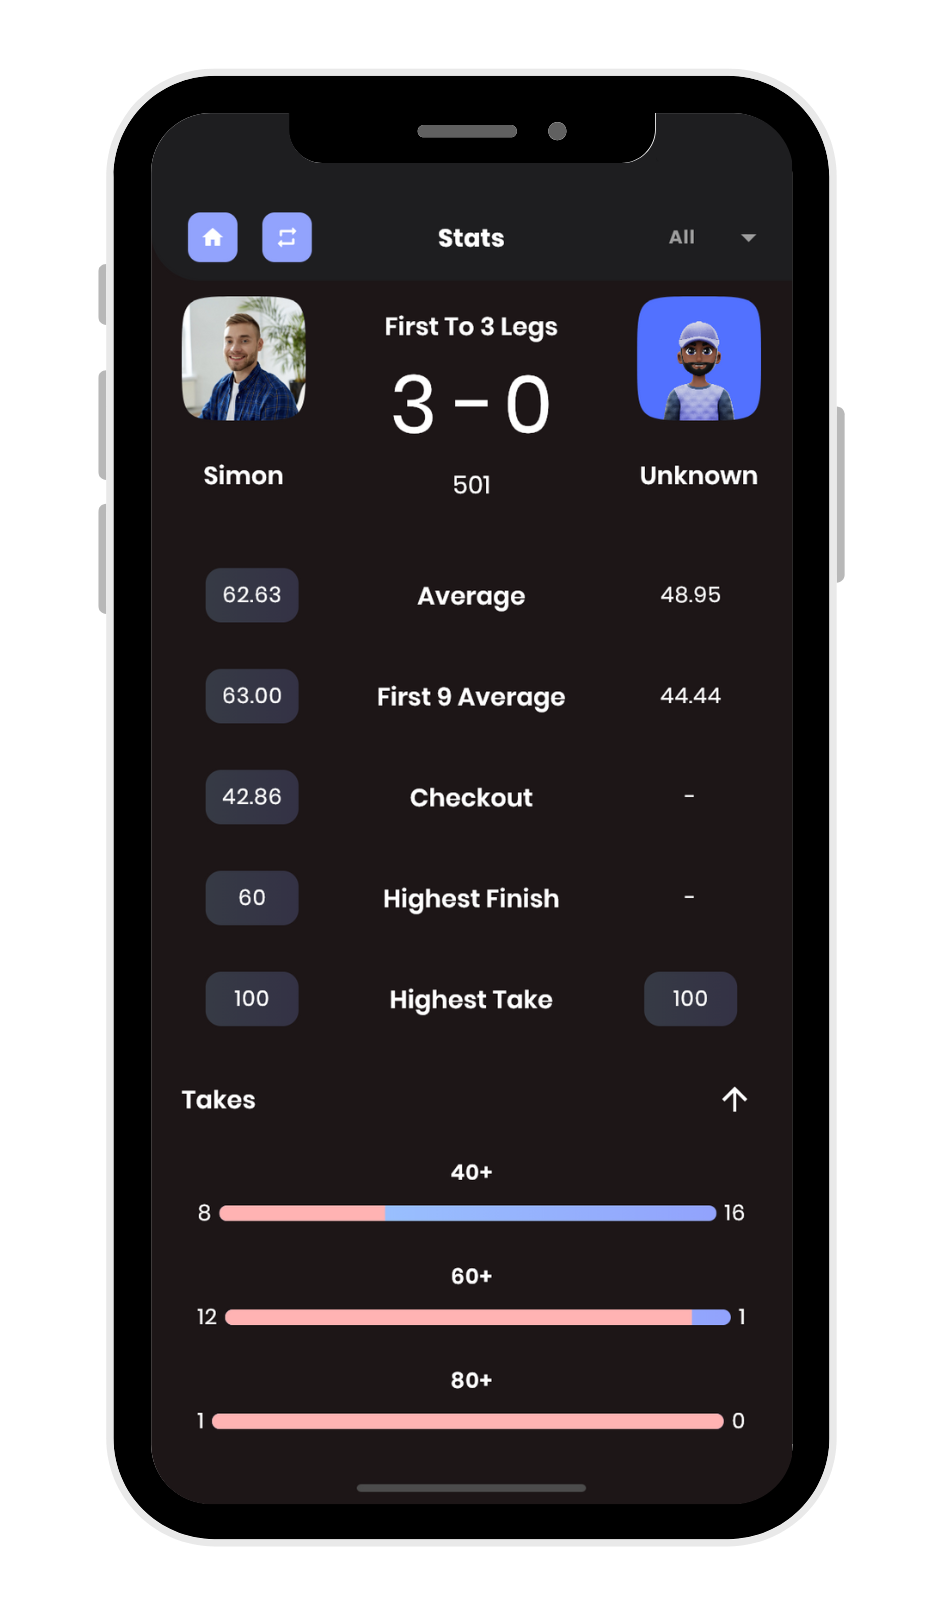 Stats All
First To 3 Legs
3 - 0
Simon 501 Unknown
62.63 Average 48.95
63.00 First 9 Average 44.44
42.86 Checkout -
60 Highest Finish -
100 Highest Take 100
Takes
40+
8 16
60+
12 1
80+
1 0